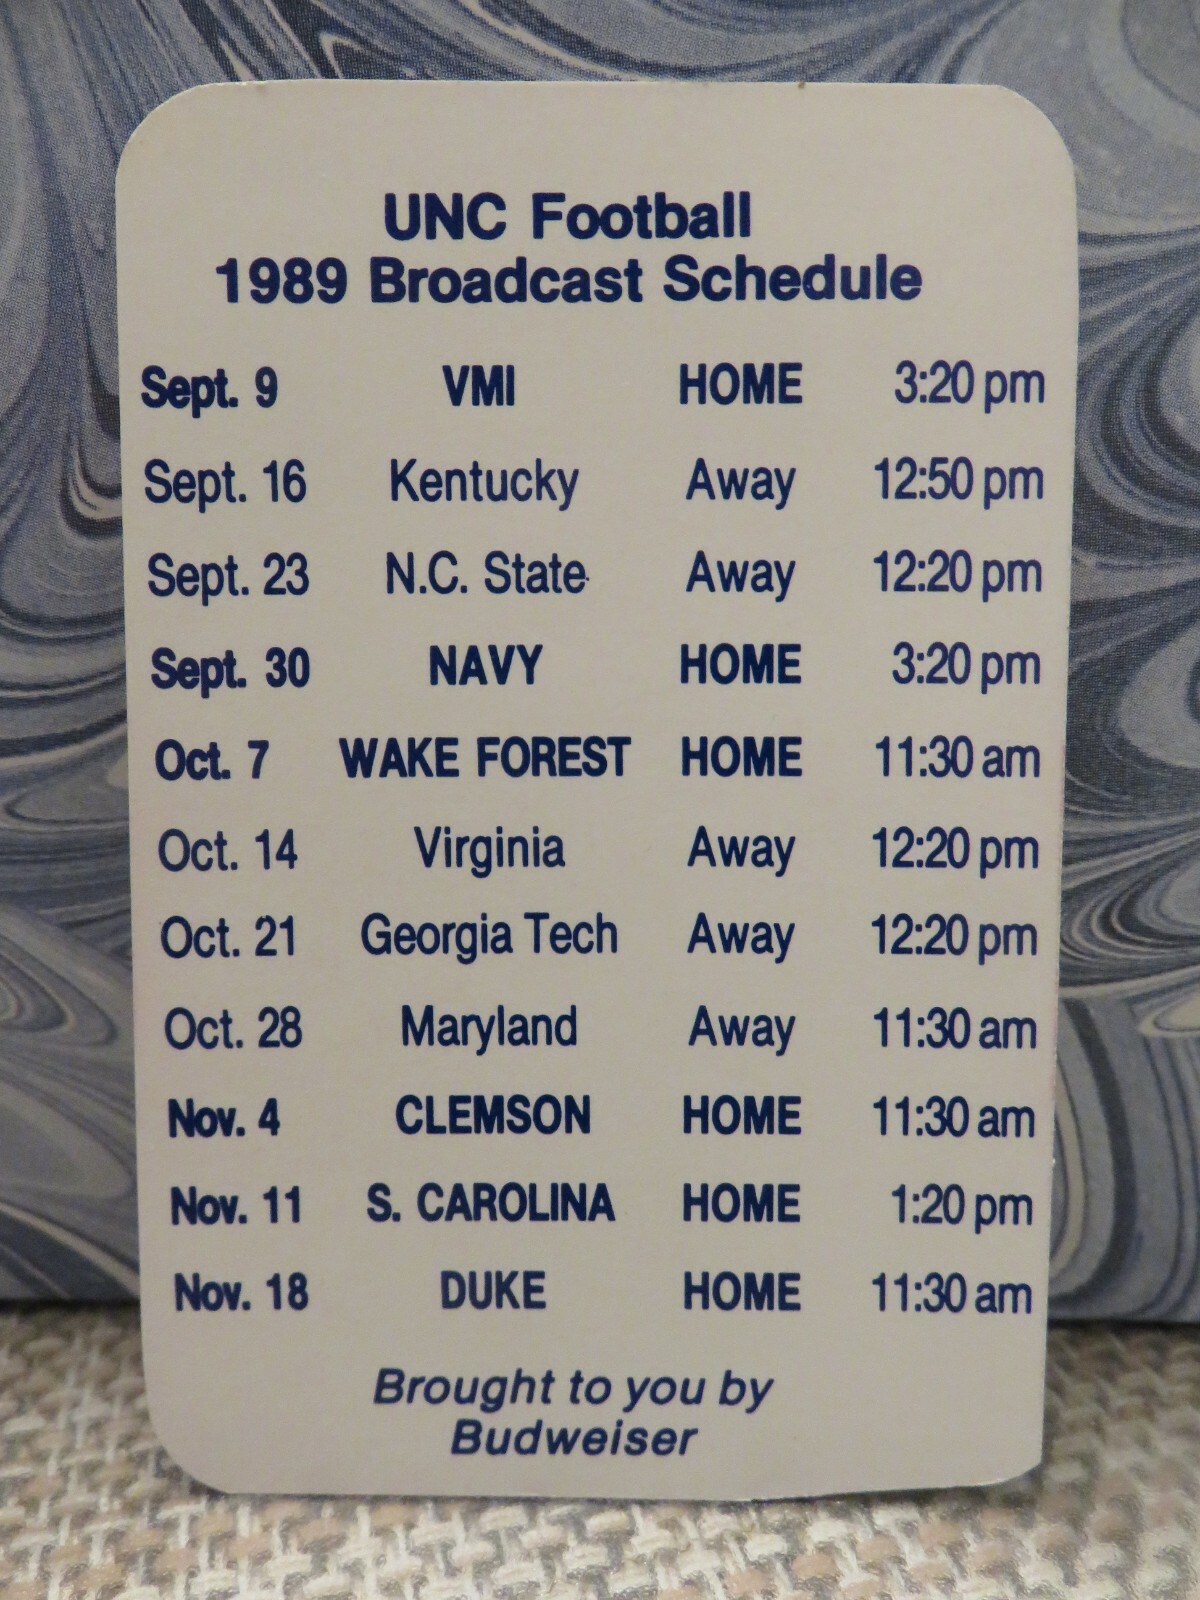 UNC Football
1989 Broadcast Schedule
Sept. 9 VMI HOME 3:20 pm
Sept. 16 Kentucky Away 12:50 pm
Sept. 23 N.C. State Away 12:20 pm
Sept. 30 NAVY HOME 3:20 pm
Oct. 7 WAKE FOREST HOME 11:30 am
Oct. 14 Virginia Away 12:20 pm
Oct. 21 Georgia Tech Away 12:20 pm
Oct. 28 Maryland Away 11:30 am
Nov. 4 CLEMSON HOME 11:30 am
Nov. 11 S. CAROLINA HOME 1:20 pm
Nov. 18 DUKE HOME 11:30 am
Brought to you by
Budweiser